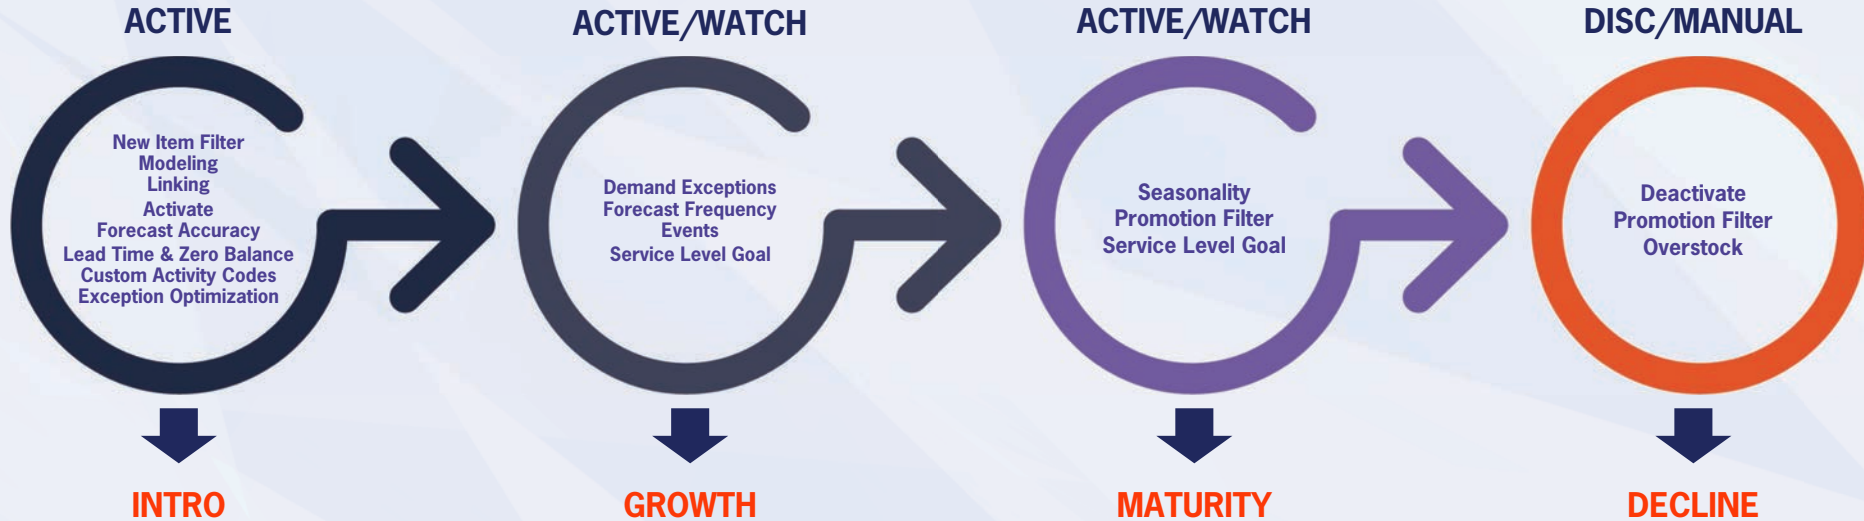 ACTIVE
New Item Filter
Modeling
Linking
Activate
Forecast Accuracy
Lead Time & Zero Balance
Custom Activity Codes
Exception Optimization
INTRO
ACTIVE/WATCH
Demand Exceptions
Forecast Frequency
Events
Service Level Goal
GROWTH
ACTIVE/WATCH
Seasonality
Promotion Filter
Service Level Goal
MATURITY
DISC/MANUAL
Deactivate
Promotion Filter
Overstock
DECLINE